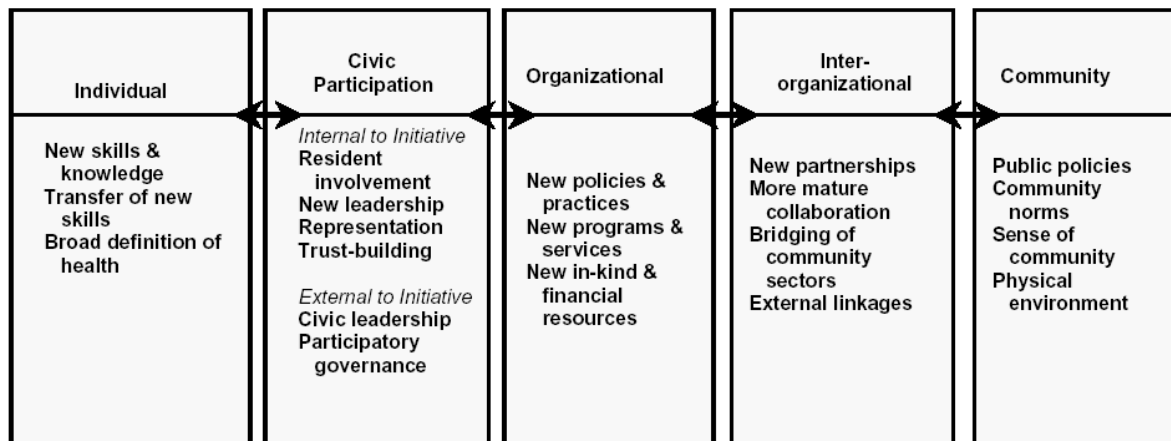 Individual
New skills &
knowledge
Transfer of new
skills
Broad definition of
health
Civic
Participation
Internal to Initiative
Resident
involvement
New leadership
Representation
Trust-building
External to Initiative
Civic leadership
Participatory
governance
Organizational
New policies &
practices
New programs &
services
New in-kind &
financial
resources
Inter-
organizational
New partnerships
More mature
collaboration
Bridging of
community
sectors
External linkages
Community
Public policies
Community
norms
Sense of
community
Physical
environment